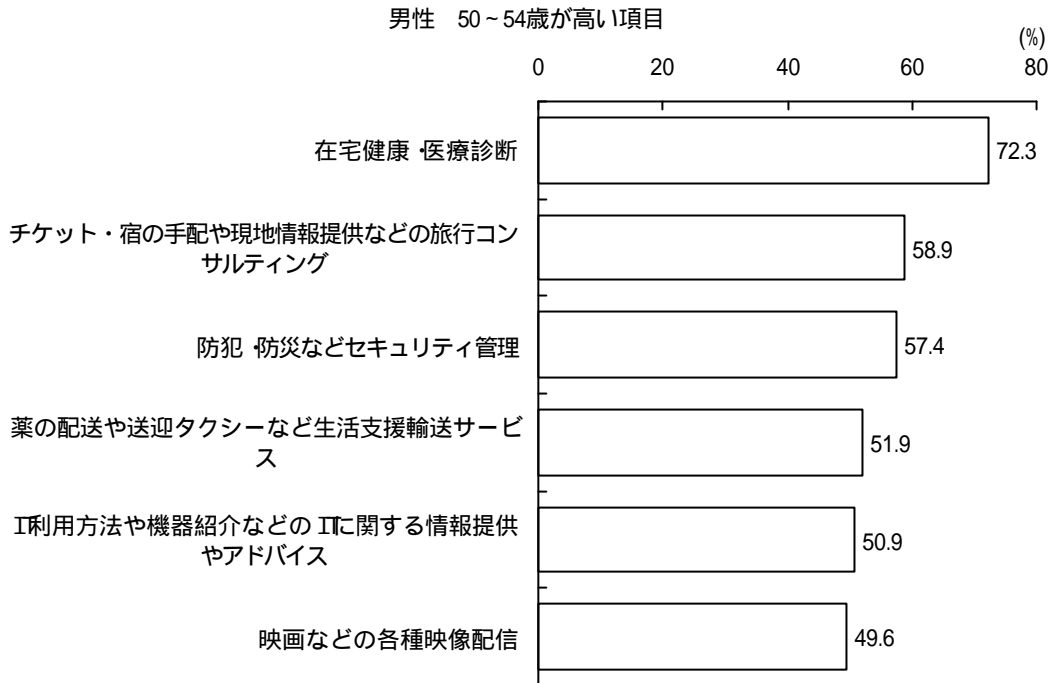 男性　50~54歳が高い項目
(%)
0 20 40 60 80
在宅健康・医療診断
72.3
チケット・宿の手配や現地情報提供などの旅行コン
サルティング
58.9
防犯・防災などセキュリティ管理
57.4
薬の配送や送迎タクシーなど生活支援輸送サービ
ス
51.9
IT利用方法や機器紹介などのITに関する情報提供
やアドバイス
50.9
映画などの各種映像配信
49.6